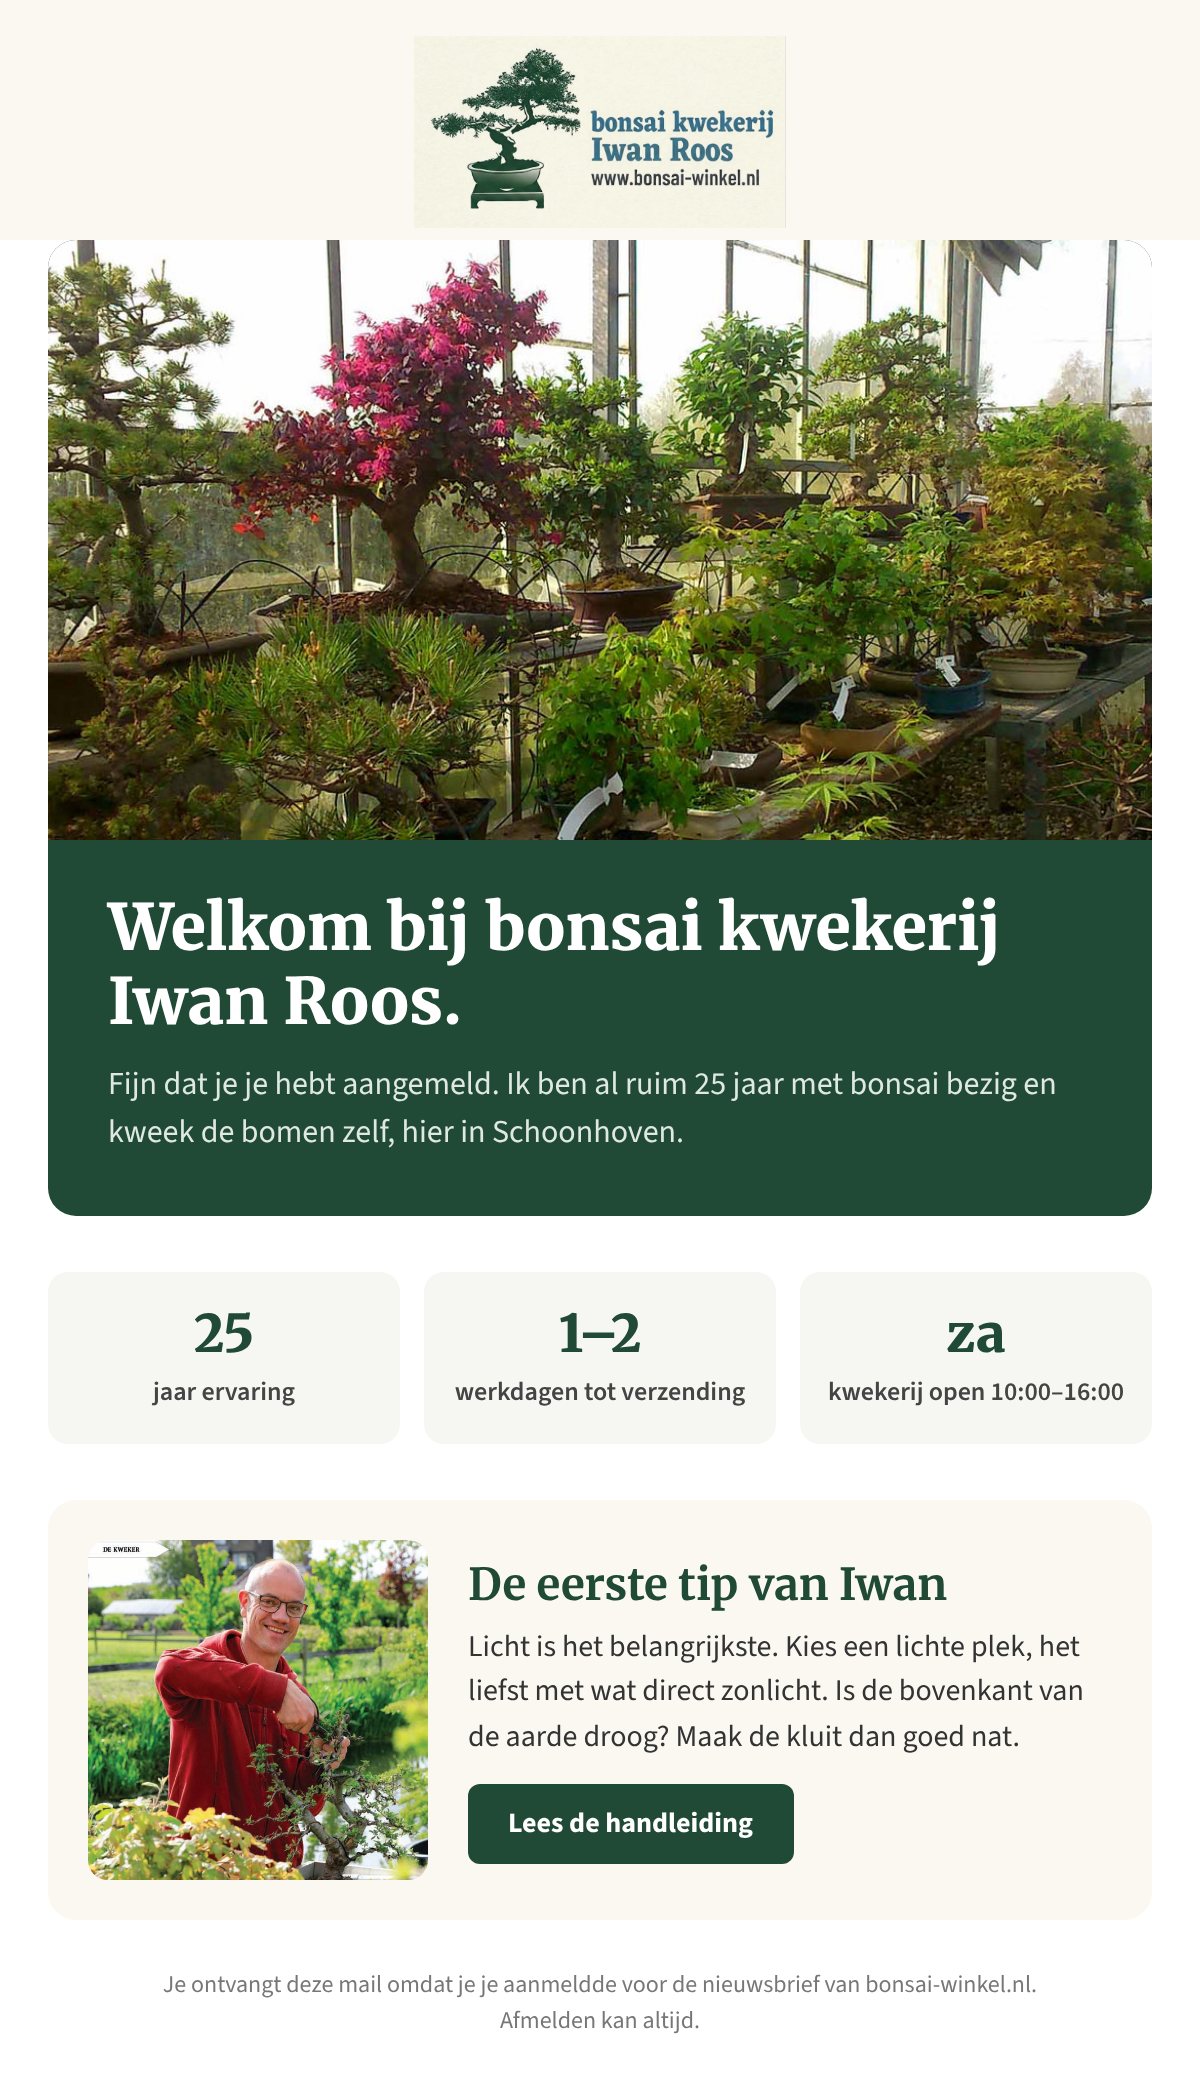 bonsai kwekerij
Iwan Roos
www.bonsai-winkel.nl
Welkom bij bonsai kwekerij
Iwan Roos.
Fijn dat je je hebt aangemeld. Ik ben al ruim 25 jaar met bonsai bezig en
kweek de bomen zelf, hier in Schoonhoven.
25
jaar ervaring
1–2
werkdagen tot verzending
za
kwekerij open 10:00–16:00
DE KWEKER
De eerste tip van Iwan
Licht is het belangrijkste. Kies een lichte plek, het
liefst met wat direct zonlicht. Is de bovenkant van
de aarde droog? Maak de kluit dan goed nat.
Lees de handleiding
Je ontvangt deze mail omdat je je aanmeldde voor de nieuwsbrief van bonsai-winkel.nl.
Afmelden kan altijd.